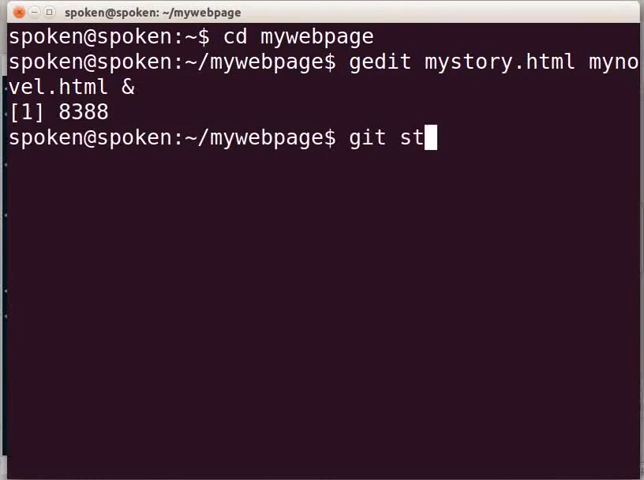 spoken@spoken: ~/mywebpage
spoken@spoken:~$ cd mywebpage
spoken@spoken:~/mywebpage$ gedit mystory.html myno
vel.html &
[1] 8388
spoken@spoken:~/mywebpage$ git st